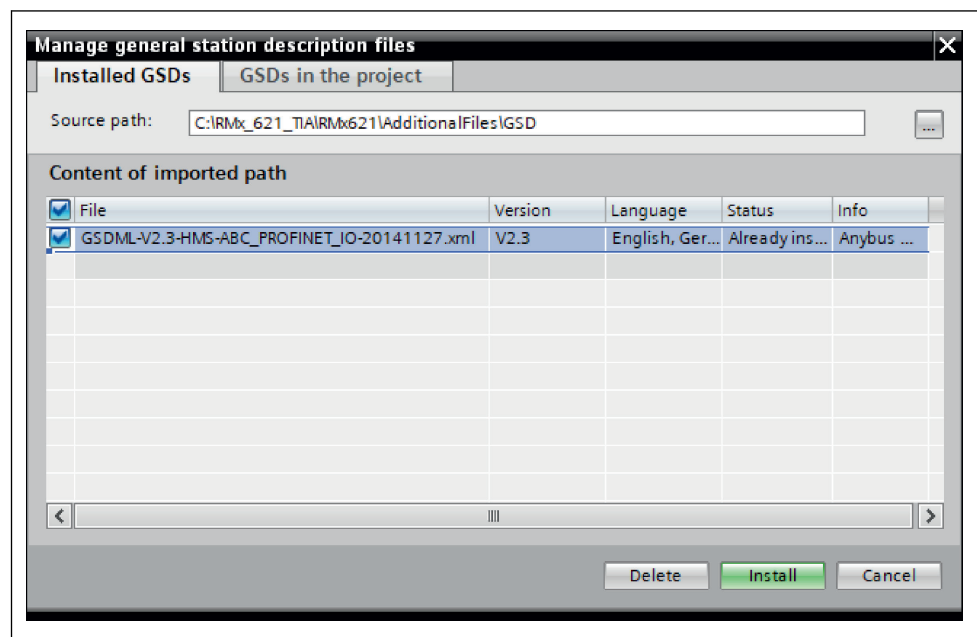 Manage general station description files
Installed GSDs GSDs in the project
Source path: C:\RMx_621_TIA\RMx621\AdditionalFiles\GSD ...
Content of imported path
File Version Language Status Info
GSDML-V2.3-HMS-ABC_PROFINET_IO-20141127.xml V2.3 English, Ger... Already ins... Anybus ...
Delete Install Cancel